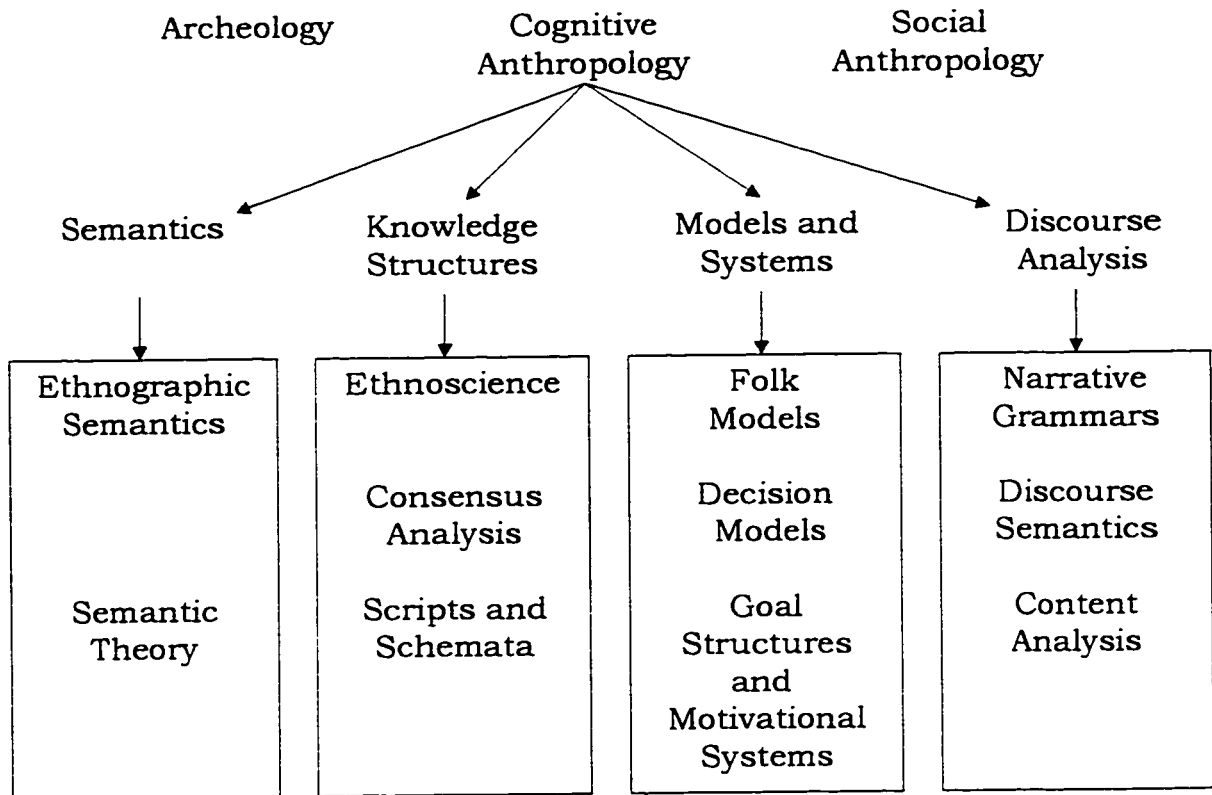 Archeology
Cognitive
Anthropology
Social
Anthropology
Semantics
Knowledge
Structures
Models and
Systems
Discourse
Analysis
Ethnographic
Semantics
Semantic
Theory
Ethnoscience
Consensus
Analysis
Scripts and
Schemata
Folk
Models
Decision
Models
Goal
Structures
and
Motivational
Systems
Narrative
Grammars
Discourse
Semantics
Content
Analysis